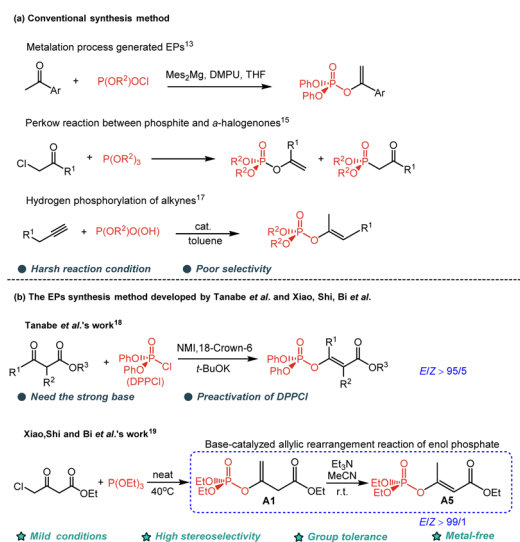 (a) Conventional synthesis method
Metalation process generated EPs13
O
Ar
+
P(OR2)OCl
Mes2Mg, DMPU, THF
O
PhO P O Ar
PhO
Perkow reaction between phosphite and a-halogenones15
O
Cl R1
+
P(OR2)3
O R1
R2O P O
R2O
+
O O
R2O P R1
R2O
Hydrogen phosphorylation of alkynes17
R1
+
P(OR2)O(OH)
cat.
toluene
O
R2O P O R1
R2O
Harsh reaction condition
Poor selectivity
(b) The EPs synthesis method developed by Tanabe et al. and Xiao, Shi, Bi et al.
Tanabe et al.'s work18
O O
R1 OR3
R2
+
O
PhO P Cl
PhO
(DPPCl)
NMI,18-Crown-6
t-BuOK
O R1 O
PhO P O OR3
PhO R2
E/Z > 95/5
Need the strong base
Preactivation of DPPCl
Xiao,Shi and Bi et al.'s work19
Base-catalyzed allylic rearrangement reaction of enol phosphate
O O
Cl OEt
+ P(OEt)3
neat
40°C
O O
EtO P O OEt
EtO
A1
Et3N
MeCN
r.t.
O O
EtO P O OEt
EtO
A5
E/Z > 99/1
Mild conditions
High stereoselectivity
Group tolerance
Metal-free